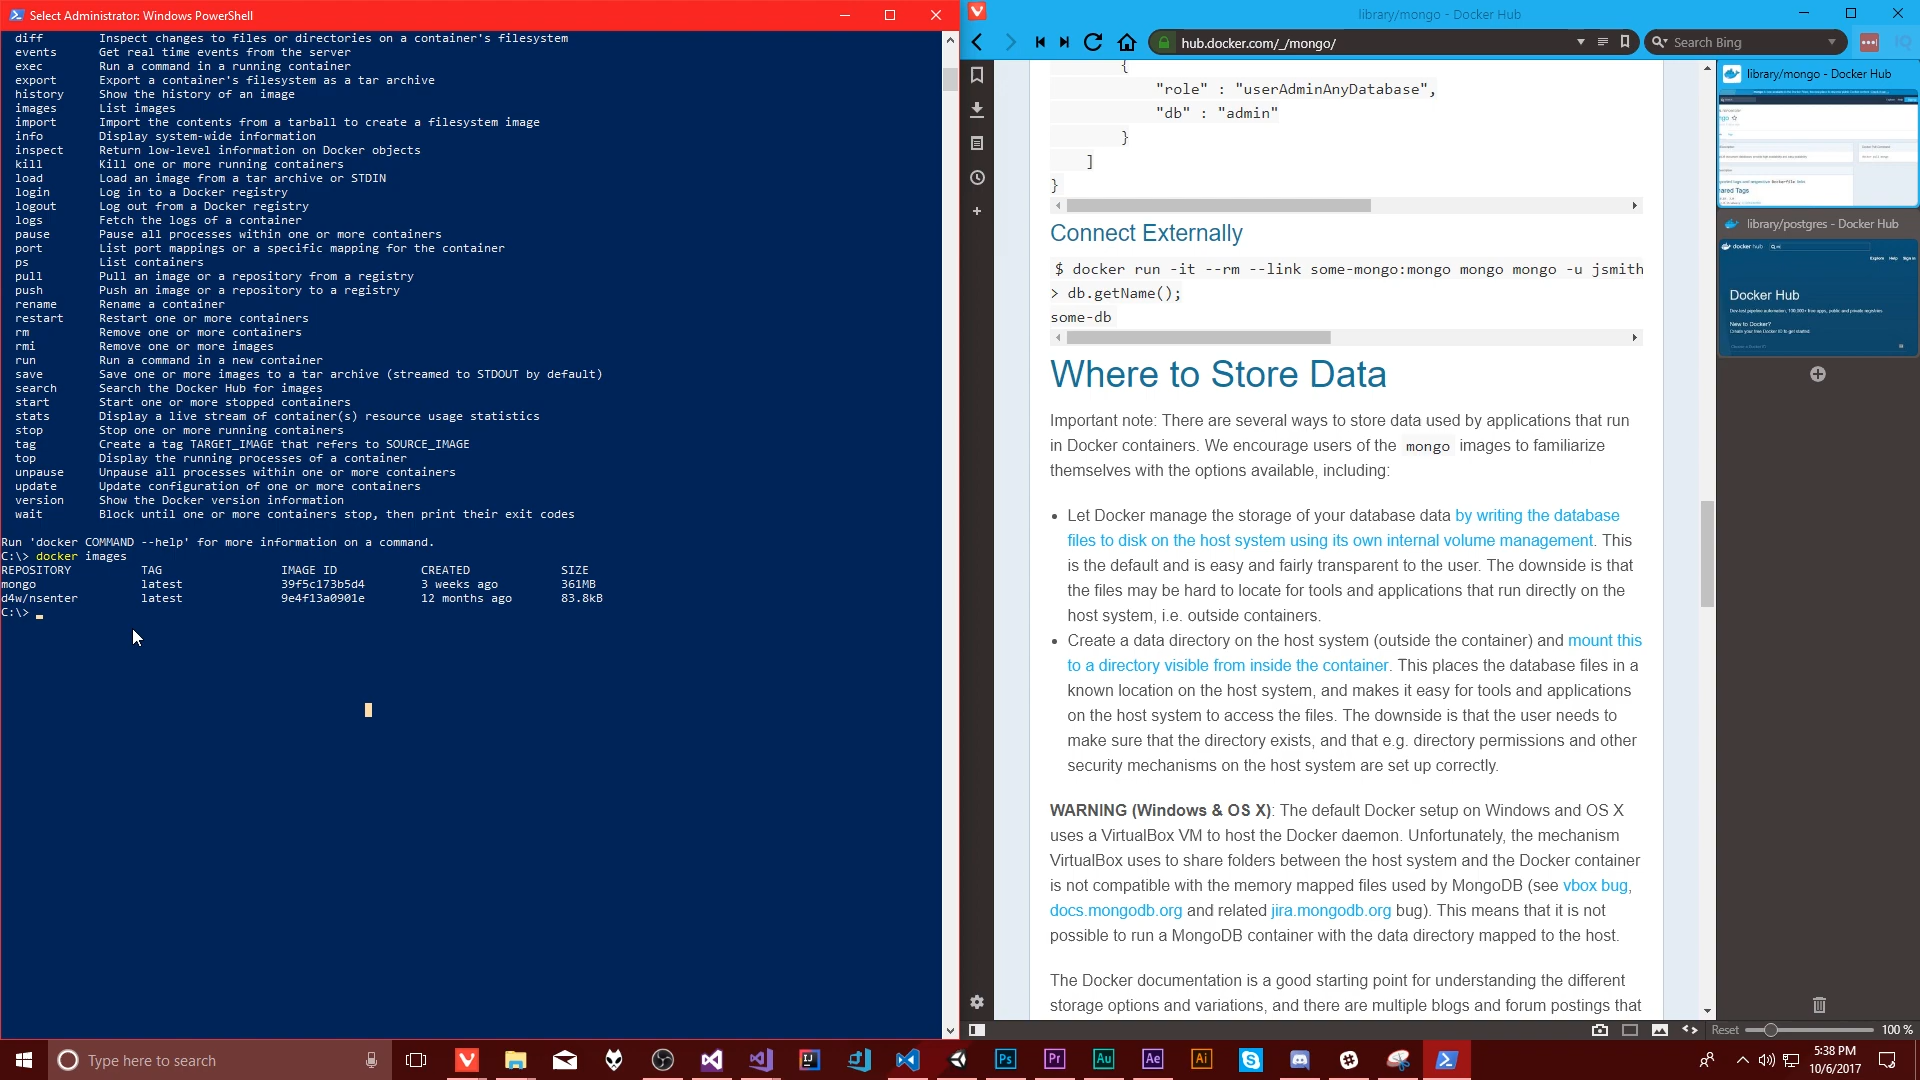 Select Administrator: Windows PowerShell
diff Inspect changes to files or directories on a container's filesystem
events Get real time events from the server
exec Run a command in a running container
export Export a container's filesystem as a tar archive
history Show the history of an image
images List images
import Import the contents from a tarball to create a filesystem image
info Display system-wide information
inspect Return low-level information on Docker objects
kill Kill one or more running containers
load Load an image from a tar archive or STDIN
login Log in to a Docker registry
logout Log out from a Docker registry
logs Fetch the logs of a container
pause Pause all processes within one or more containers
port List port mappings or a specific mapping for the container
ps List containers
pull Pull an image or a repository from a registry
push Push an image or a repository to a registry
rename Rename a container
restart Restart one or more containers
rm Remove one or more containers
rmi Remove one or more images
run Run a command in a new container
save Save one or more images to a tar archive (streamed to STDOUT by default)
search Search the Docker Hub for images
start Start one or more stopped containers
stats Display a live stream of container(s) resource usage statistics
stop Stop one or more running containers
tag Create a tag TARGET_IMAGE that refers to SOURCE_IMAGE
top Display the running processes of a container
unpause Unpause all processes within one or more containers
update Update configuration of one or more containers
version Show the Docker version information
wait Block until one or more containers stop, then print their exit codes
Run 'docker COMMAND --help' for more information on a command.
C:\> docker images
REPOSITORY TAG IMAGE ID CREATED SIZE
mongo latest 39f5c173b5d4 3 weeks ago 361MB
d4w/nsenter latest 9e4f13a0901e 12 months ago 83.8kB
C:\>
library/mongo - Docker Hub
hub.docker.com/_/mongo/
Search Bing
{
"role" : "userAdminAnyDatabase",
"db" : "admin"
}
]
}
Connect Externally
$ docker run -it --rm --link some-mongo:mongo mongo mongo -u jsmith
> db.getName();
some-db
Where to Store Data
Important note: There are several ways to store data used by applications that run
in Docker containers. We encourage users of the mongo images to familiarize
themselves with the options available, including:
• Let Docker manage the storage of your database data by writing the database
files to disk on the host system using its own internal volume management. This
is the default and is easy and fairly transparent to the user. The downside is that
the files may be hard to locate for tools and applications that run directly on the
host system, i.e. outside containers.
• Create a data directory on the host system (outside the container) and mount this
to a directory visible from inside the container. This places the database files in a
known location on the host system, and makes it easy for tools and applications
on the host system to access the files. The downside is that the user needs to
make sure that the directory exists, and that e.g. directory permissions and other
security mechanisms on the host system are set up correctly.
WARNING (Windows & OS X): The default Docker setup on Windows and OS X
uses a VirtualBox VM to host the Docker daemon. Unfortunately, the mechanism
VirtualBox uses to share folders between the host system and the Docker container
is not compatible with the memory mapped files used by MongoDB (see vbox bug,
docs.mongodb.org and related jira.mongodb.org bug). This means that it is not
possible to run a MongoDB container with the data directory mapped to the host.
The Docker documentation is a good starting point for understanding the different
storage options and variations, and there are multiple blogs and forum postings that
library/mongo - Docker Hub
library/postgres - Docker Hub
docker hub
Explore Help Sign in
Docker Hub
New to Docker?
Create your free Docker ID to get started.
Reset 100 %
Type here to search
Ps Pr Au Ae Ai
5:38 PM
10/6/2017